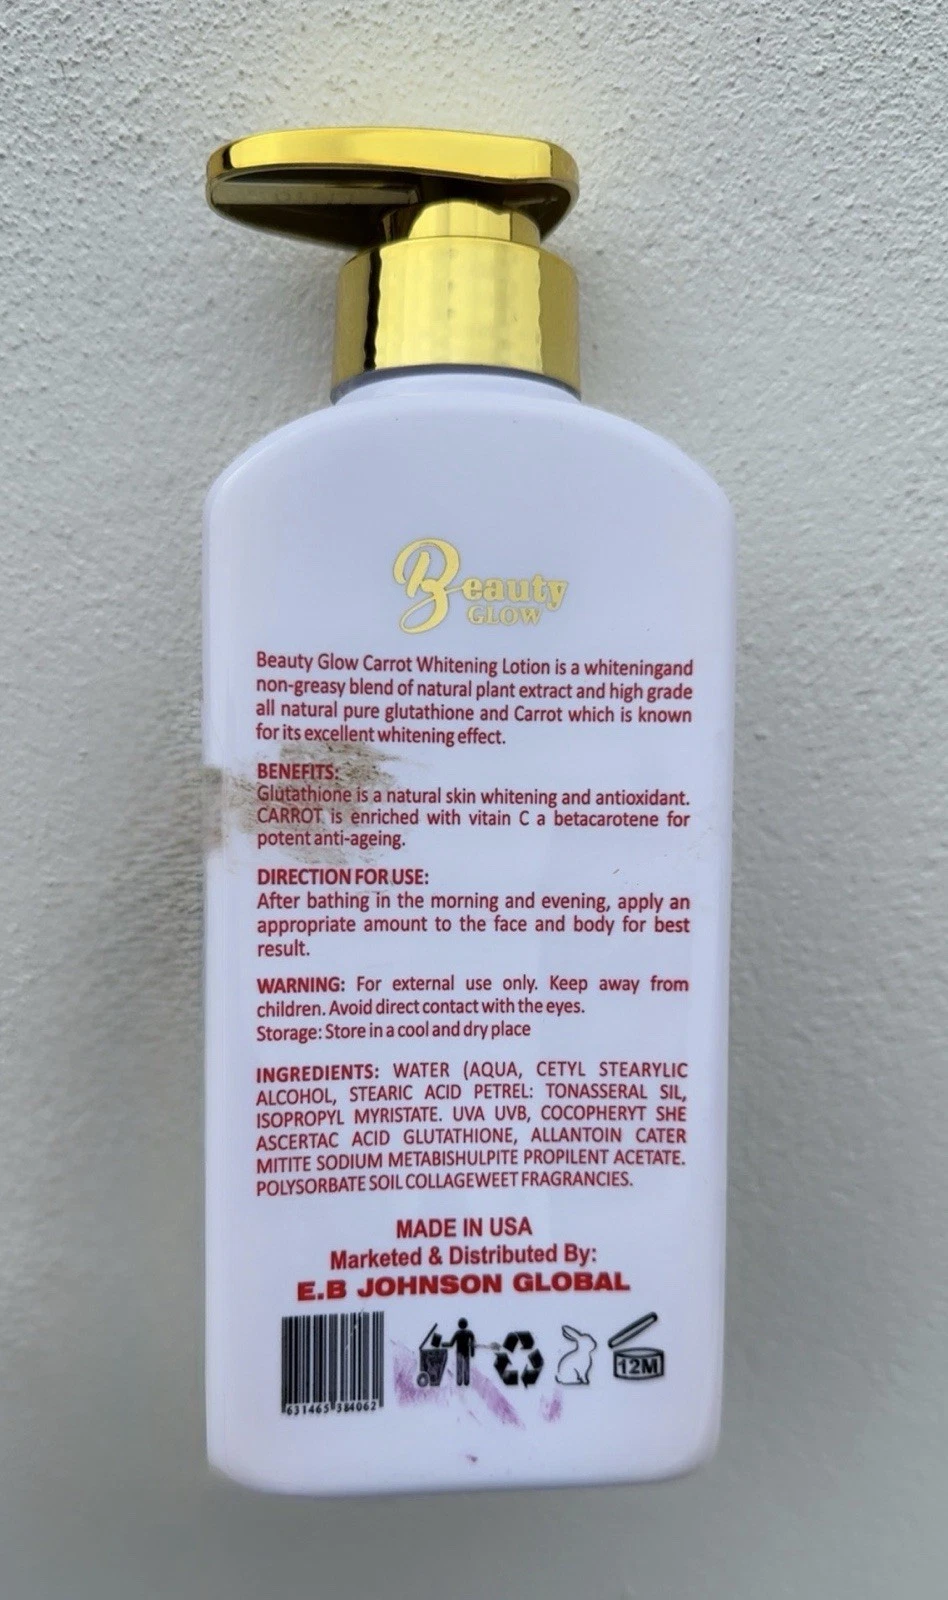 Beauty
GLOW
Beauty Glow Carrot Whitening Lotion is a whiteningand
non-greasy blend of natural plant extract and high grade
all natural pure glutathione and Carrot which is known
for its excellent whitening effect.
BENEFITS:
Glutathione is a natural skin whitening and antioxidant.
CARROT is enriched with vitain C a betacarotene for
potent anti-ageing.
DIRECTION FOR USE:
After bathing in the morning and evening, apply an
appropriate amount to the face and body for best
result.
WARNING: For external use only. Keep away from
children. Avoid direct contact with the eyes.
Storage: Store in a cool and dry place
INGREDIENTS: WATER (AQUA, CETYL STEARYLIC
ALCOHOL, STEARIC ACID PETREL: TONASSERAL SIL,
ISOPROPYL MYRISTATE. UVA UVB, COCOPHERYT SHE
ASCERTAC ACID GLUTATHIONE, ALLANTOIN CATER
MITITE SODIUM METABISHULPITE PROPILENT ACETATE.
POLYSORBATE SOIL COLLAGEWEET FRAGRANCIES.
MADE IN USA
Marketed & Distributed By:
E.B JOHNSON GLOBAL
12M
631465 384062